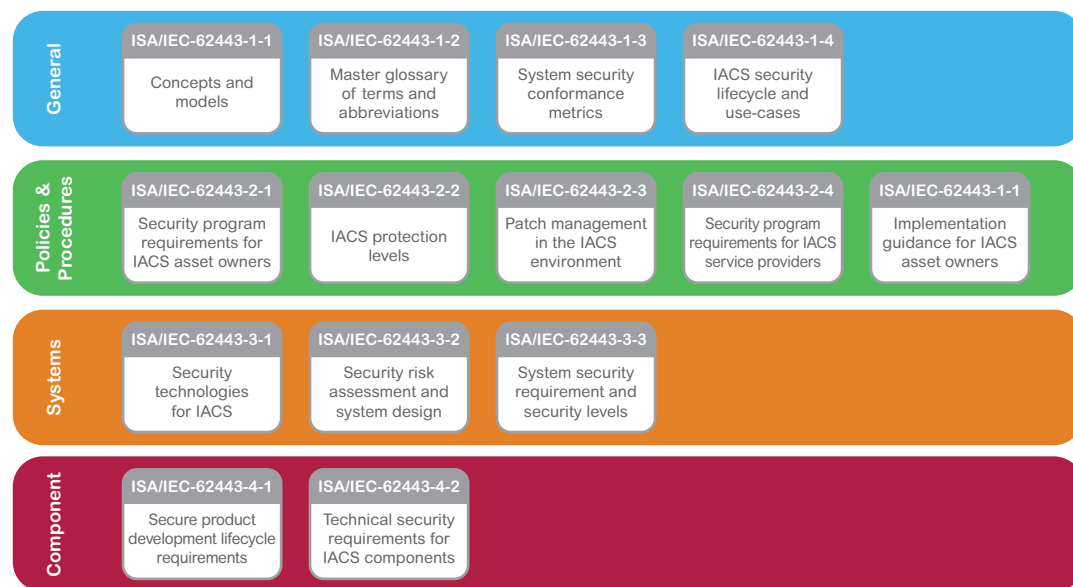 General
ISA/IEC-62443-1-1
Concepts and
models
ISA/IEC-62443-1-2
Master glossary
of terms and
abbreviations
ISA/IEC-62443-1-3
System security
conformance
metrics
ISA/IEC-62443-1-4
IACS security
lifecycle and
use-cases
Policies &
Procedures
ISA/IEC-62443-2-1
Security program
requirements for
IACS asset owners
ISA/IEC-62443-2-2
IACS protection
levels
ISA/IEC-62443-2-3
Patch management
in the IACS
environment
ISA/IEC-62443-2-4
Security program
requirements for IACS
service providers
ISA/IEC-62443-1-1
Implementation
guidance for IACS
asset owners
Systems
ISA/IEC-62443-3-1
Security
technologies
for IACS
ISA/IEC-62443-3-2
Security risk
assessment and
system design
ISA/IEC-62443-3-3
System security
requirement and
security levels
Component
ISA/IEC-62443-4-1
Secure product
development lifecycle
requirements
ISA/IEC-62443-4-2
Technical security
requirements for
IACS components